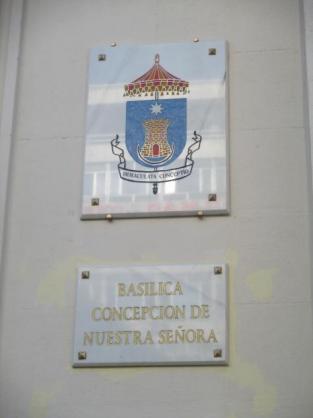 IMMACULATA CONCEPTIO
BASILICA
CONCEPCION DE
NUESTRA SEÑORA